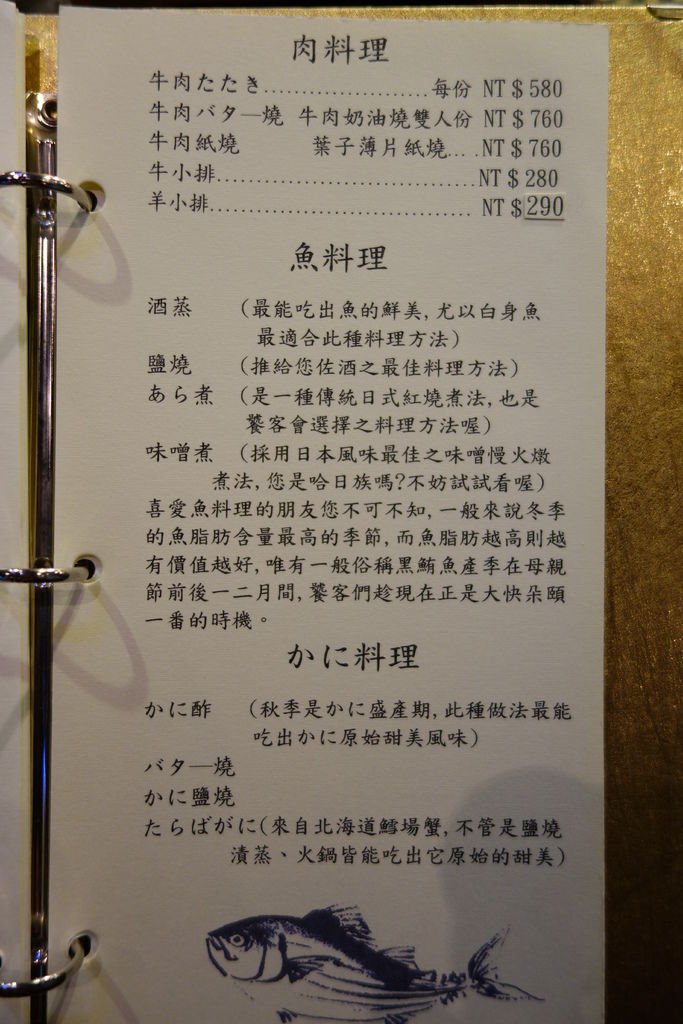 肉料理
牛肉たたき......................每份 NT $ 580
牛肉バター燒 牛肉奶油燒雙人份 NT $ 760
牛肉紙燒 葉子薄片紙燒... .NT $ 760
牛小排.................................NT $ 280
羊小排................................. NT $ 290
魚料理
酒蒸 (最能吃出魚的鮮美,尤以白身魚
最適合此種料理方法)
鹽燒 (推給您佐酒之最佳料理方法)
あら煮 (是一種傳統日式紅燒煮法,也是
饕客會選擇之料理方法喔)
味噌煮 (採用日本風味最佳之味噌慢火燉
煮法,您是哈日族嗎?不妨試試看喔)
喜愛魚料理的朋友您不可不知,一般來說冬季
的魚脂肪含量最高的季節,而魚脂肪越高則越
有價值越好,唯有一般俗稱黑鮪魚產季在母親
節前後一二月間,饕客們趁現在正是大快朵頤
一番的時機。
かに料理
かに酢 (秋季是かに盛產期,此種做法最能
吃出かに原始甜美風味)
バター燒
かに鹽燒
たらばがに(來自北海道鱈場蟹,不管是鹽燒
清蒸、火鍋皆能吃出它原始的甜美)